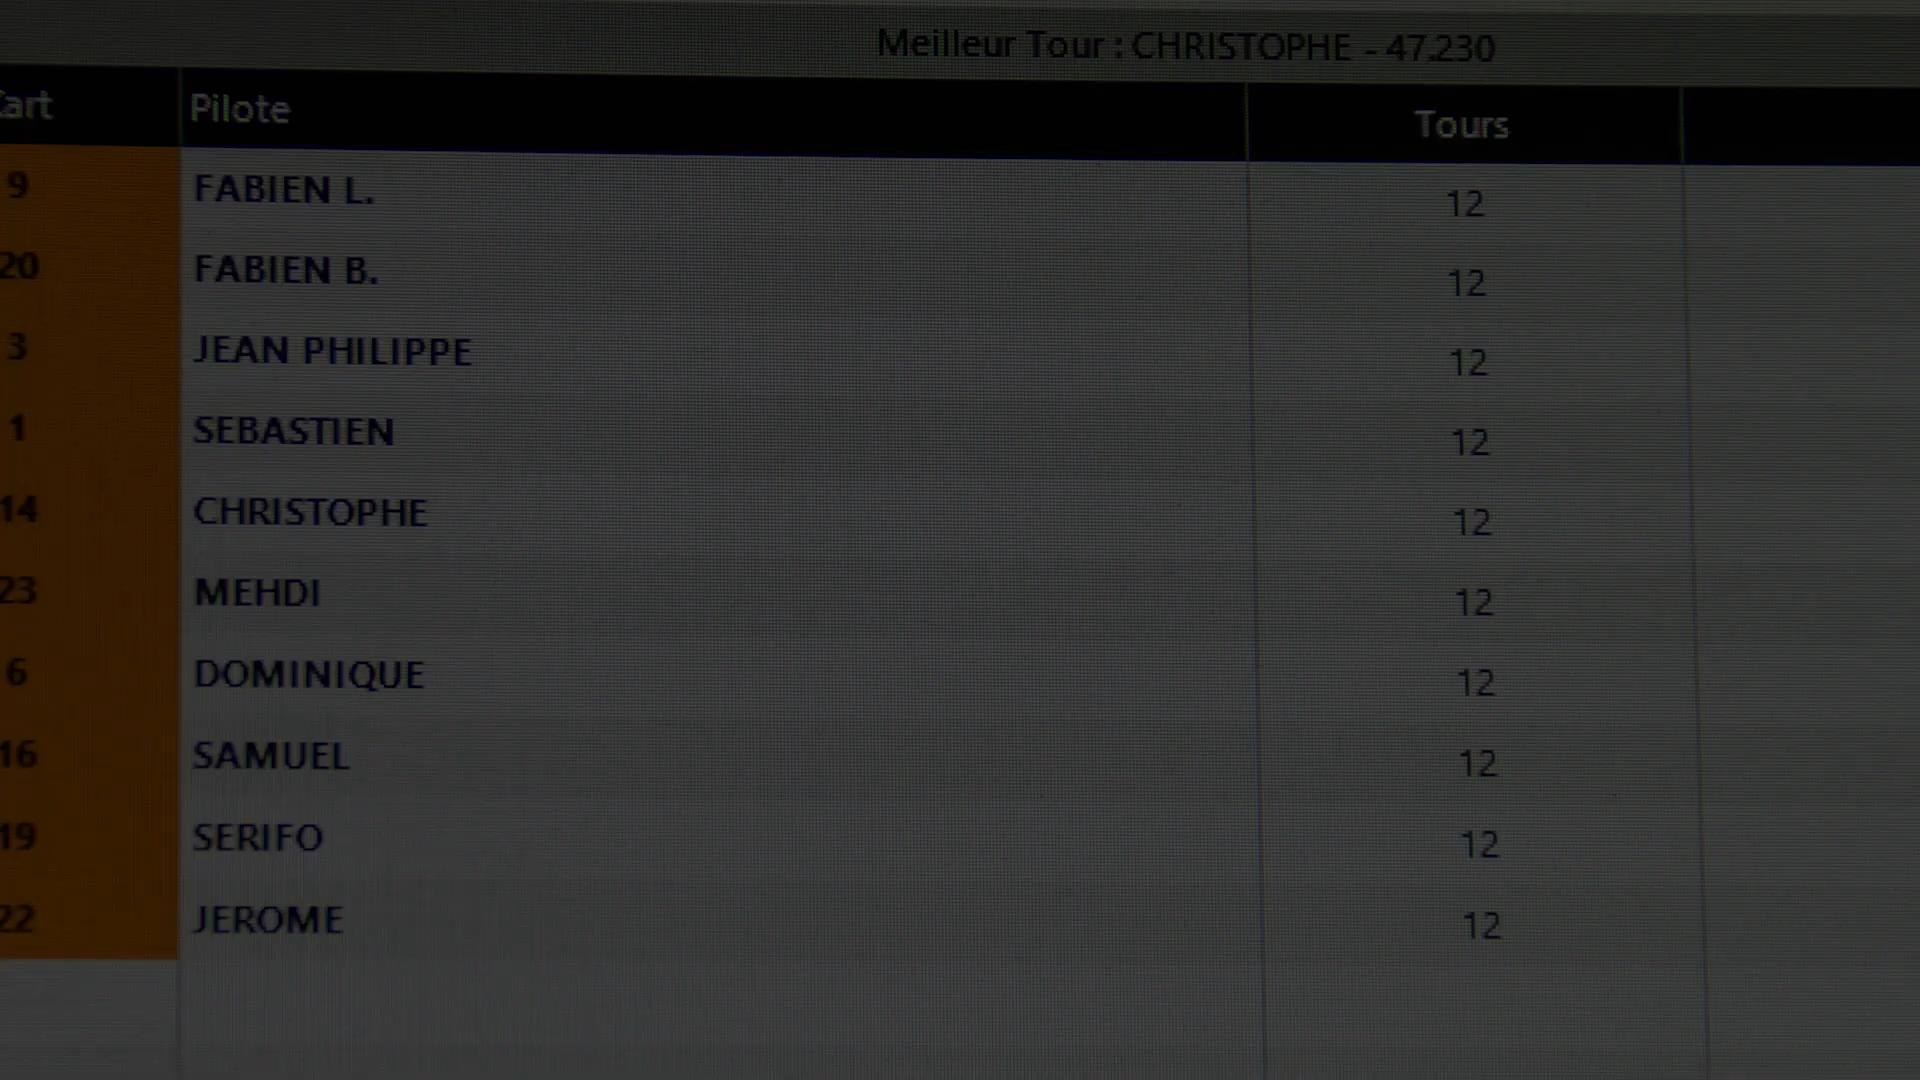 Meilleur Tour : CHRISTOPHE - 47.230
Cart Pilote Tours
9 FABIEN L. 12
20 FABIEN B. 12
3 JEAN PHILIPPE 12
1 SEBASTIEN 12
14 CHRISTOPHE 12
23 MEHDI 12
6 DOMINIQUE 12
16 SAMUEL 12
19 SERIFO 12
22 JEROME 12